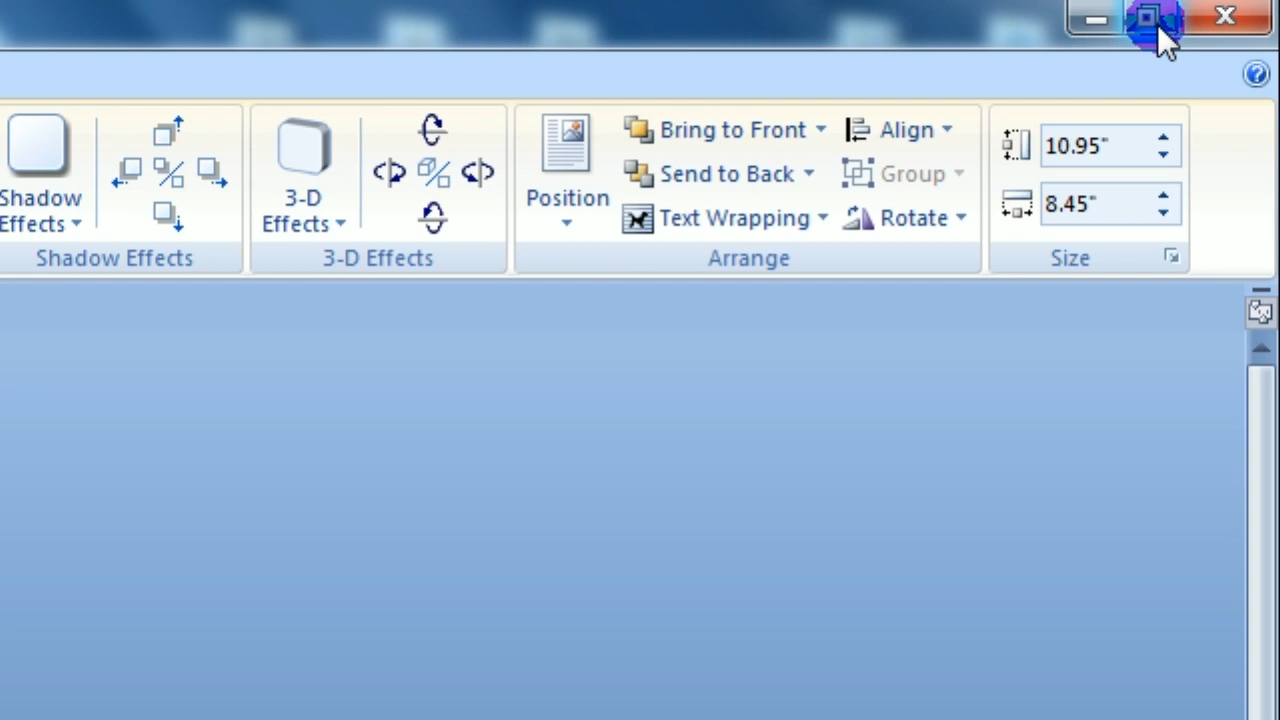 Shadow
Effects
Shadow Effects
3-D
Effects
3-D Effects
Position
Bring to Front
Send to Back
Text Wrapping
Align
Group
Rotate
Arrange
10.95"
8.45"
Size